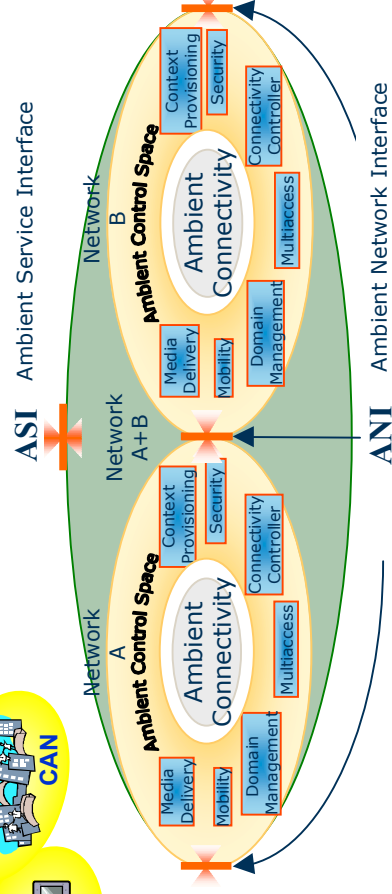 ASI Ambient Service Interface
Network
A+B
Network
A
Ambient Control Space
Media
Delivery
Context
Provisioning
Mobility
Ambient
Connectivity
Security
Domain
Management
Multiaccess
Connectivity
Controller
Network
B
Ambient Control Space
Media
Delivery
Context
Provisioning
Mobility
Ambient
Connectivity
Security
Domain
Management
Multiaccess
Connectivity
Controller
ANI Ambient Network Interface
CAN